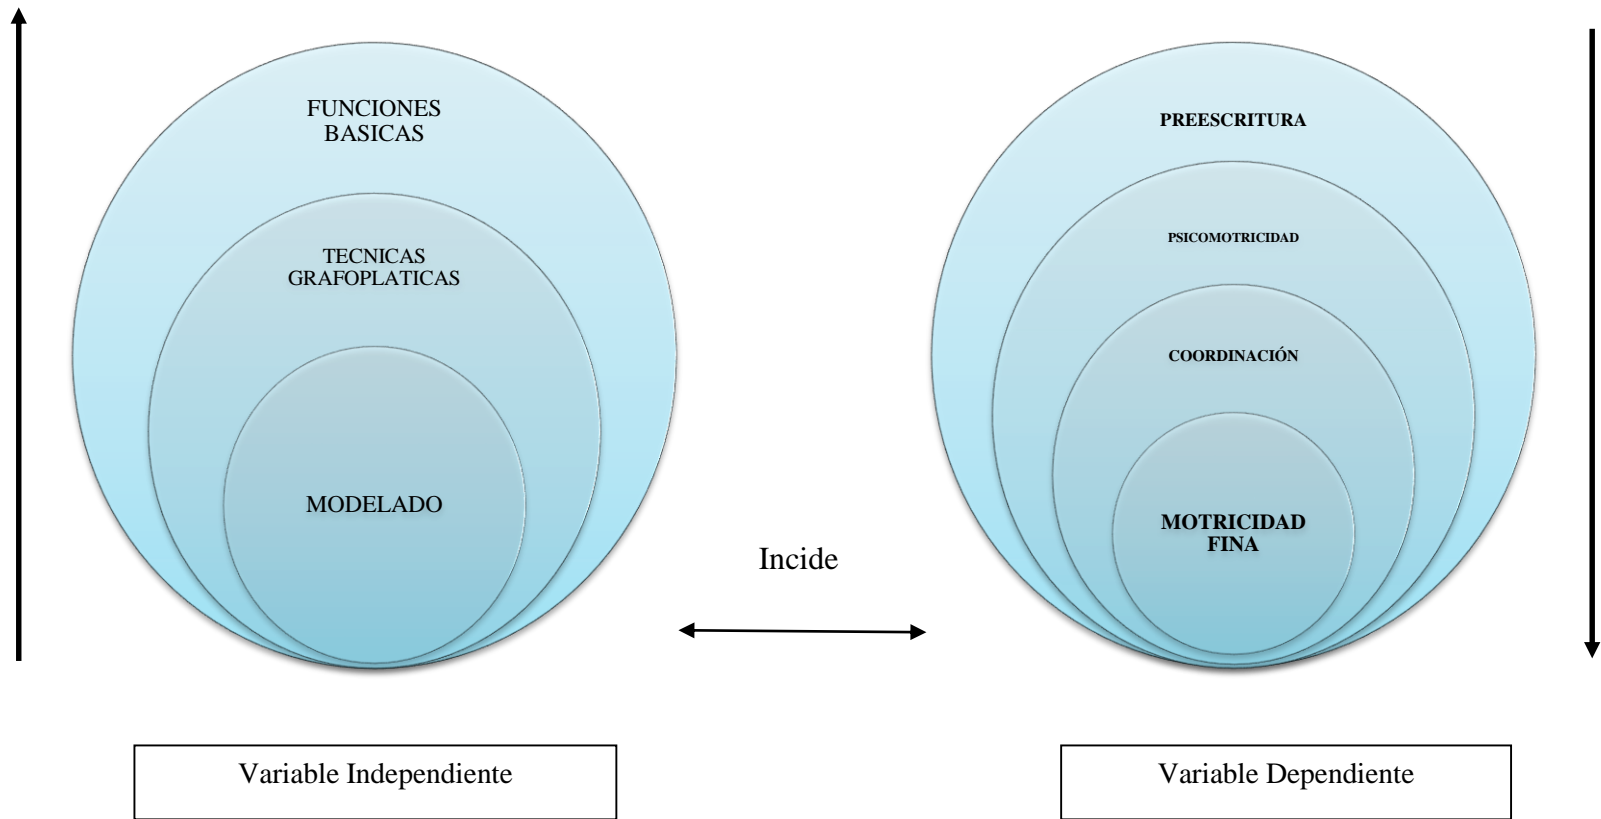 FUNCIONES
BASICAS
TECNICAS
GRAFOPLATICAS
MODELADO
Incide
PREESCRITURA
PSICOMOTRICIDAD
COORDINACIÓN
MOTRICIDAD
FINA
Variable Independiente
Variable Dependiente